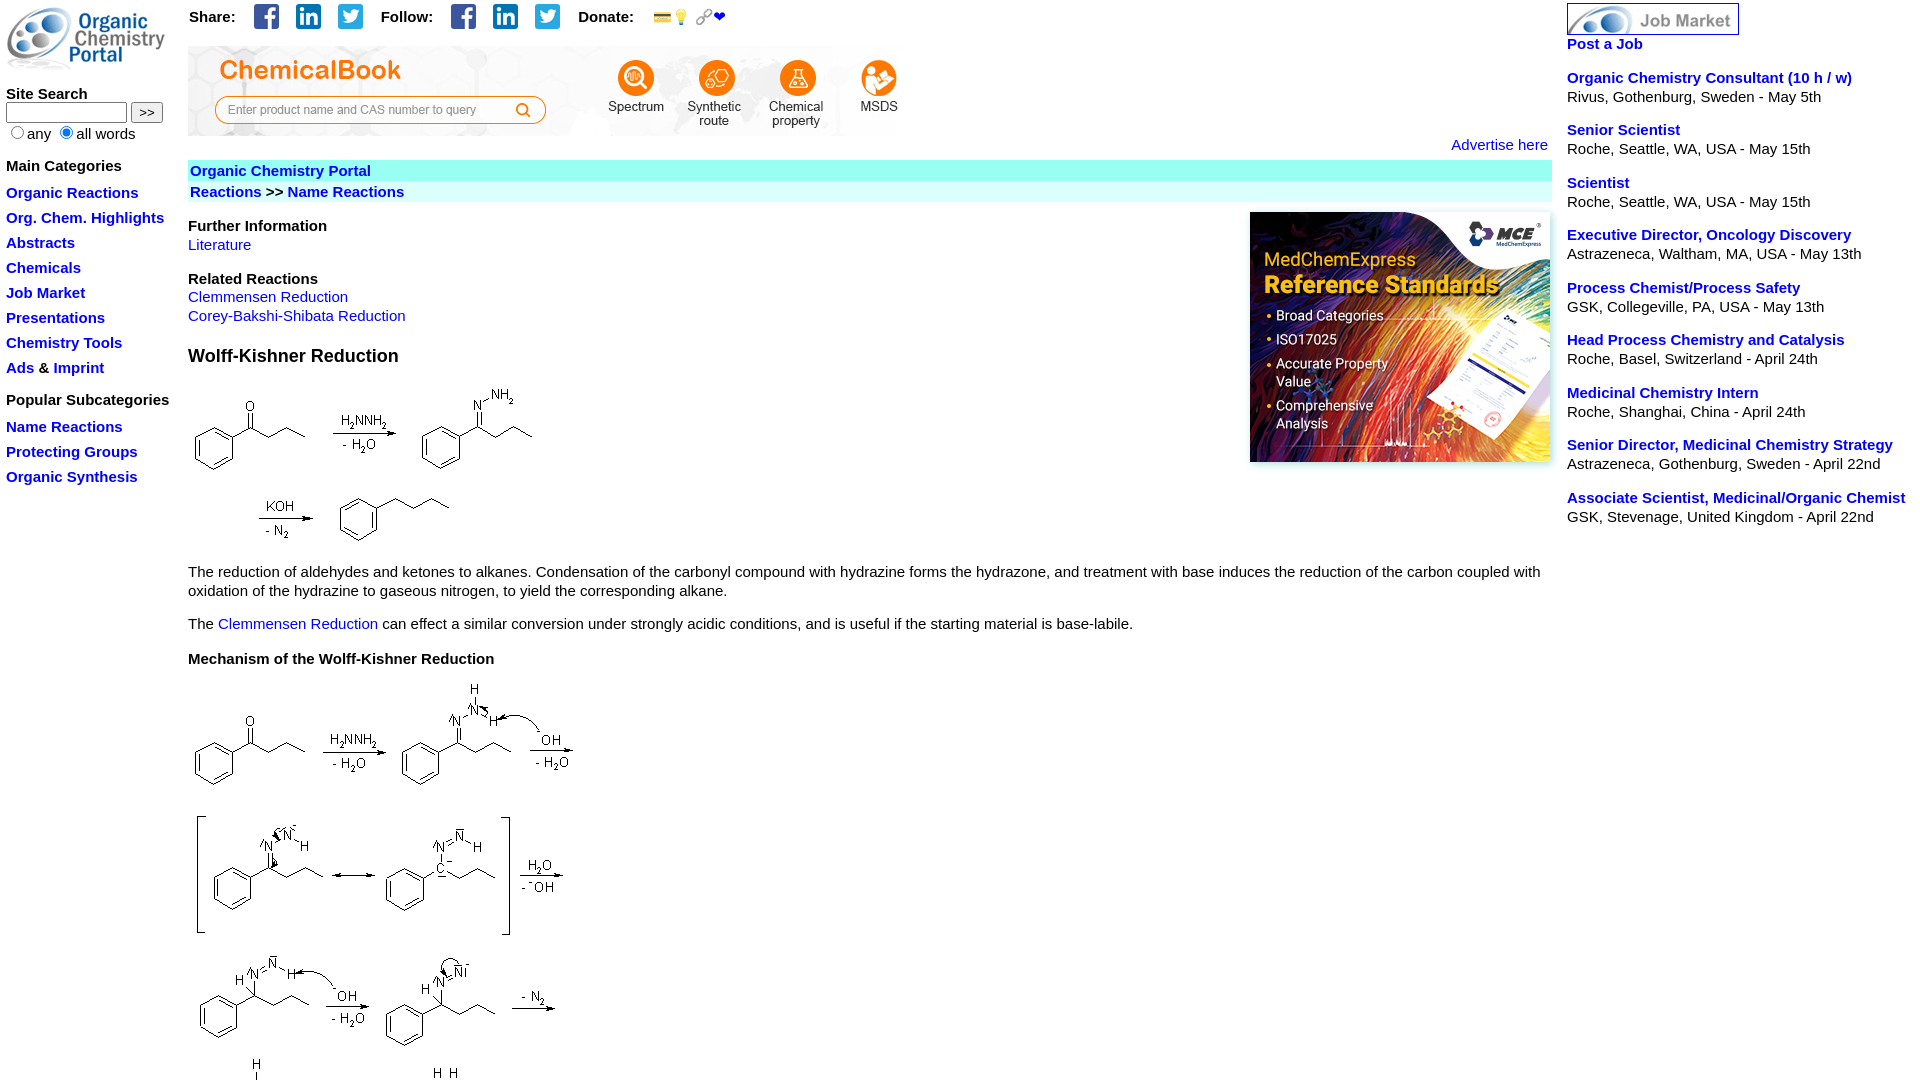 Organic
Chemistry
Portal
Site Search
>>
any all words
Main Categories
Organic Reactions
Org. Chem. Highlights
Abstracts
Chemicals
Job Market
Presentations
Chemistry Tools
Ads & Imprint
Popular Subcategories
Name Reactions
Protecting Groups
Organic Synthesis
Share: Follow: Donate:
ChemicalBook
Enter product name and CAS number to query
Spectrum
Synthetic
route
Chemical
property
MSDS
Advertise here
Organic Chemistry Portal
Reactions >> Name Reactions
Further Information
Literature
Related Reactions
Clemmensen Reduction
Corey-Bakshi-Shibata Reduction
MCE
MedChemExpress
MedChemExpress
Reference Standards
• Broad Categories
• ISO17025
• Accurate Property
Value
• Comprehensive
Analysis
Wolff-Kishner Reduction
O
H2NNH2
- H2O
N NH2
KOH
- N2
The reduction of aldehydes and ketones to alkanes. Condensation of the carbonyl compound with hydrazine forms the hydrazone, and treatment with base induces the reduction of the carbon coupled with
oxidation of the hydrazine to gaseous nitrogen, to yield the corresponding alkane.
The Clemmensen Reduction can effect a similar conversion under strongly acidic conditions, and is useful if the starting material is base-labile.
Mechanism of the Wolff-Kishner Reduction
O
H2NNH2
- H2O
H
N N H
-OH
- H2O
N N- H
N N H
C-
H2O
- -OH
H N N H
-OH
- H2O
H N N-
- N2
H
H H
Job Market
Post a Job
Organic Chemistry Consultant (10 h / w)
Rivus, Gothenburg, Sweden - May 5th
Senior Scientist
Roche, Seattle, WA, USA - May 15th
Scientist
Roche, Seattle, WA, USA - May 15th
Executive Director, Oncology Discovery
Astrazeneca, Waltham, MA, USA - May 13th
Process Chemist/Process Safety
GSK, Collegeville, PA, USA - May 13th
Head Process Chemistry and Catalysis
Roche, Basel, Switzerland - April 24th
Medicinal Chemistry Intern
Roche, Shanghai, China - April 24th
Senior Director, Medicinal Chemistry Strategy
Astrazeneca, Gothenburg, Sweden - April 22nd
Associate Scientist, Medicinal/Organic Chemist
GSK, Stevenage, United Kingdom - April 22nd